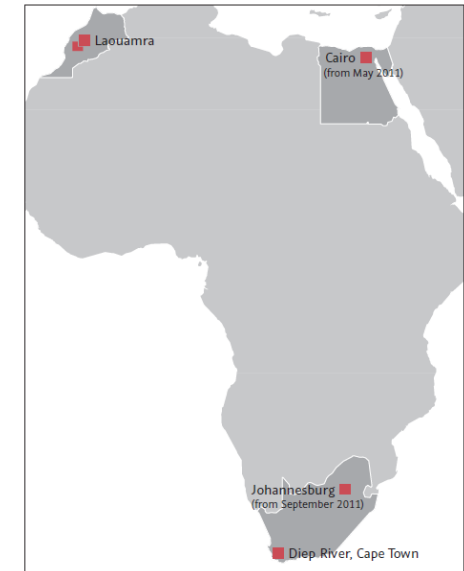 Laouamra
Cairo
(from May 2011)
Johannesburg
(from September 2011)
Diep River, Cape Town